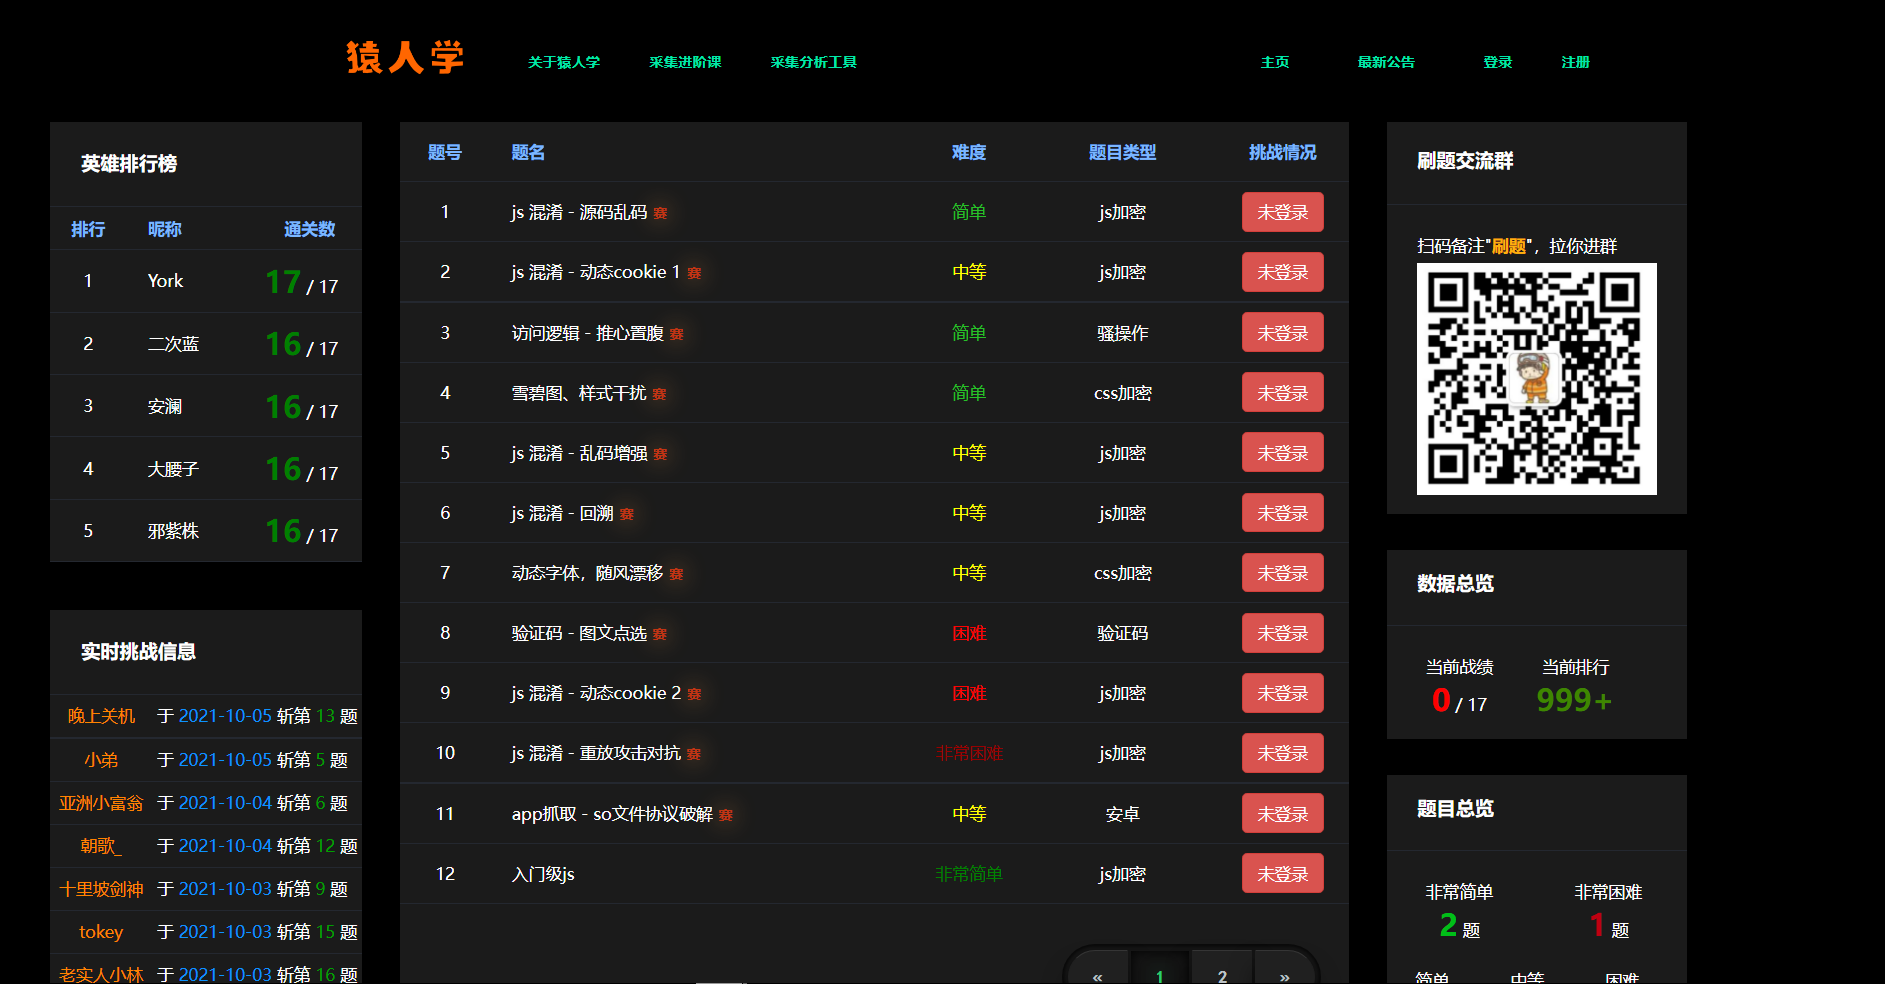 猿人学
关于猿人学 采集进阶课 采集分析工具 主页 最新公告 登录 注册
英雄排行榜
排行 昵称 通关数
1 York 17 / 17
2 二次蓝 16 / 17
3 安澜 16 / 17
4 大腰子 16 / 17
5 邪紫株 16 / 17
实时挑战信息
晚上关机 于 2021-10-05 斩第 13 题
小弟 于 2021-10-05 斩第 5 题
亚洲小富翁 于 2021-10-04 斩第 6 题
朝歌_ 于 2021-10-04 斩第 12 题
十里坡剑神 于 2021-10-03 斩第 9 题
tokey 于 2021-10-03 斩第 15 题
老实人小林 于 2021-10-03 斩第 16 题
题号 题名 难度 题目类型 挑战情况
1 js 混淆 - 源码乱码 赛 简单 js加密 未登录
2 js 混淆 - 动态cookie 1 赛 中等 js加密 未登录
3 访问逻辑 - 推心置腹 赛 简单 骚操作 未登录
4 雪碧图、样式干扰 赛 简单 css加密 未登录
5 js 混淆 - 乱码增强 赛 中等 js加密 未登录
6 js 混淆 - 回溯 赛 中等 js加密 未登录
7 动态字体，随风漂移 赛 中等 css加密 未登录
8 验证码 - 图文点选 赛 困难 验证码 未登录
9 js 混淆 - 动态cookie 2 赛 困难 js加密 未登录
10 js 混淆 - 重放攻击对抗 赛 非常困难 js加密 未登录
11 app抓取 - so文件协议破解 赛 中等 安卓 未登录
12 入门级js 非常简单 js加密 未登录
« 1 2 »
刷题交流群
扫码备注"刷题"，拉你进群
数据总览
当前战绩 当前排行
0 / 17 999+
题目总览
非常简单 非常困难
2 题 1 题
简单 中等 困难